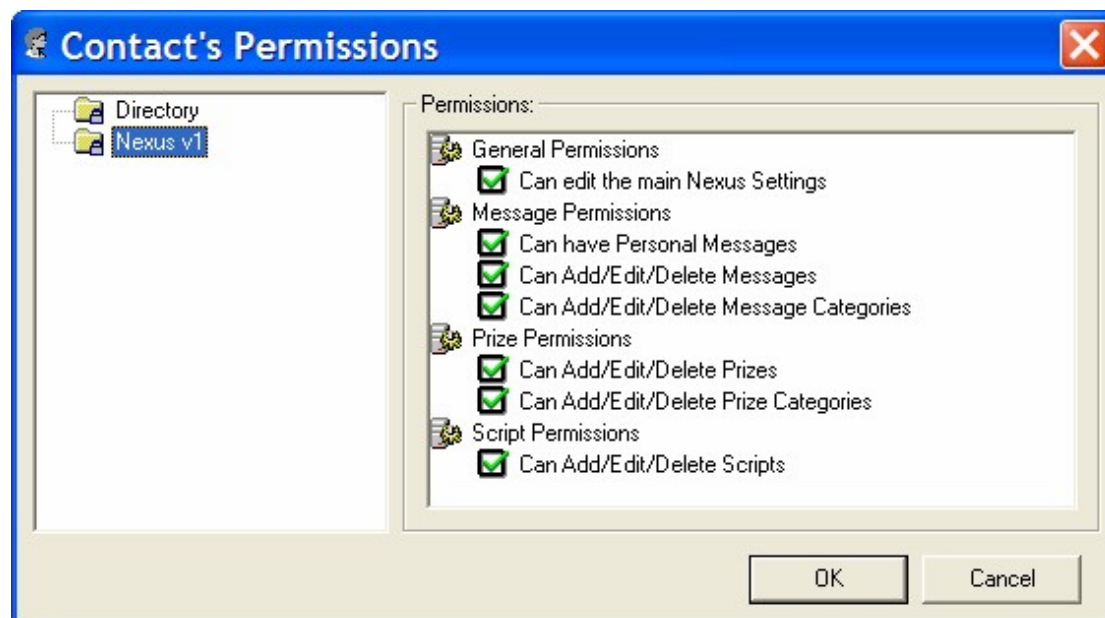 Contact's Permissions
Directory
Nexus v1
Permissions:
General Permissions
Can edit the main Nexus Settings
Message Permissions
Can have Personal Messages
Can Add/Edit/Delete Messages
Can Add/Edit/Delete Message Categories
Prize Permissions
Can Add/Edit/Delete Prizes
Can Add/Edit/Delete Prize Categories
Script Permissions
Can Add/Edit/Delete Scripts
OK
Cancel